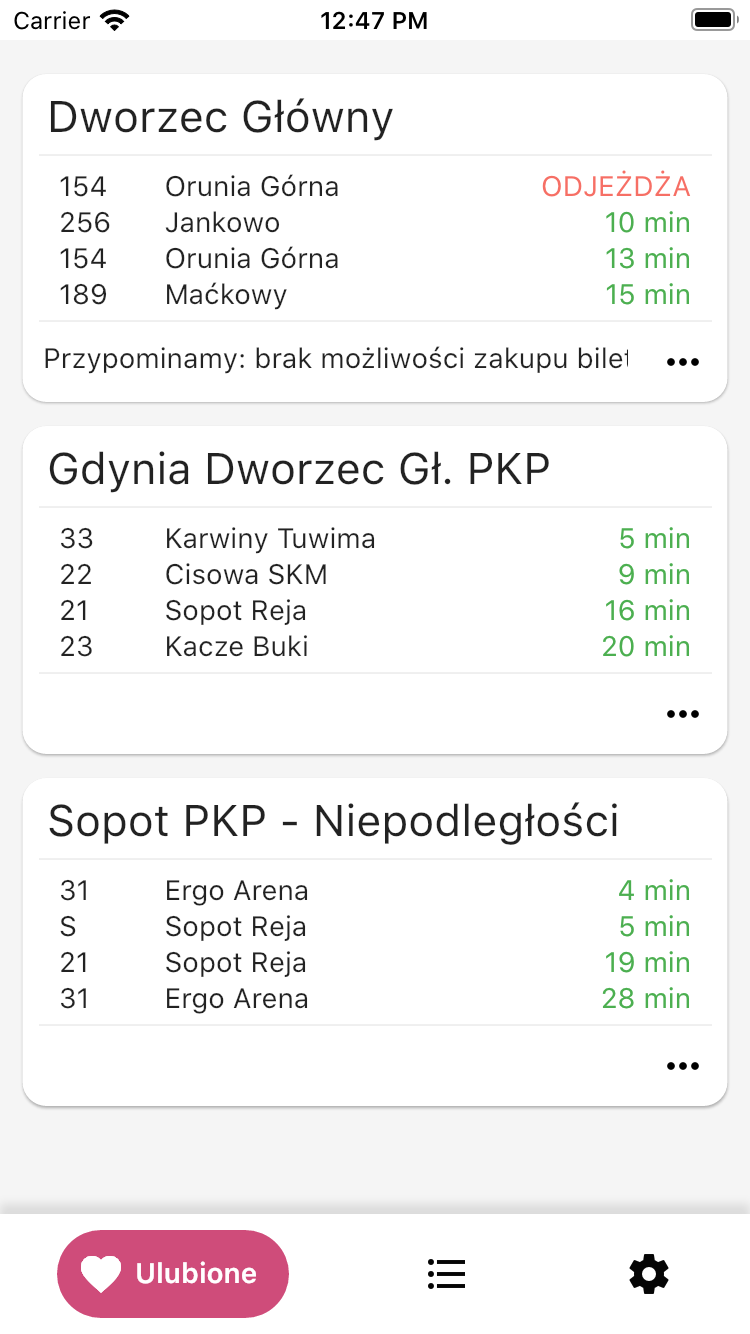 Carrier 12:47 PM
Dworzec Główny
154 Orunia Górna ODJEŻDŻA
256 Jankowo 10 min
154 Orunia Górna 13 min
189 Maćkowy 15 min
Przypominamy: brak możliwości zakupu bilet
Gdynia Dworzec Gł. PKP
33 Karwiny Tuwima 5 min
22 Cisowa SKM 9 min
21 Sopot Reja 16 min
23 Kacze Buki 20 min
Sopot PKP - Niepodległości
31 Ergo Arena 4 min
S Sopot Reja 5 min
21 Sopot Reja 19 min
31 Ergo Arena 28 min
Ulubione